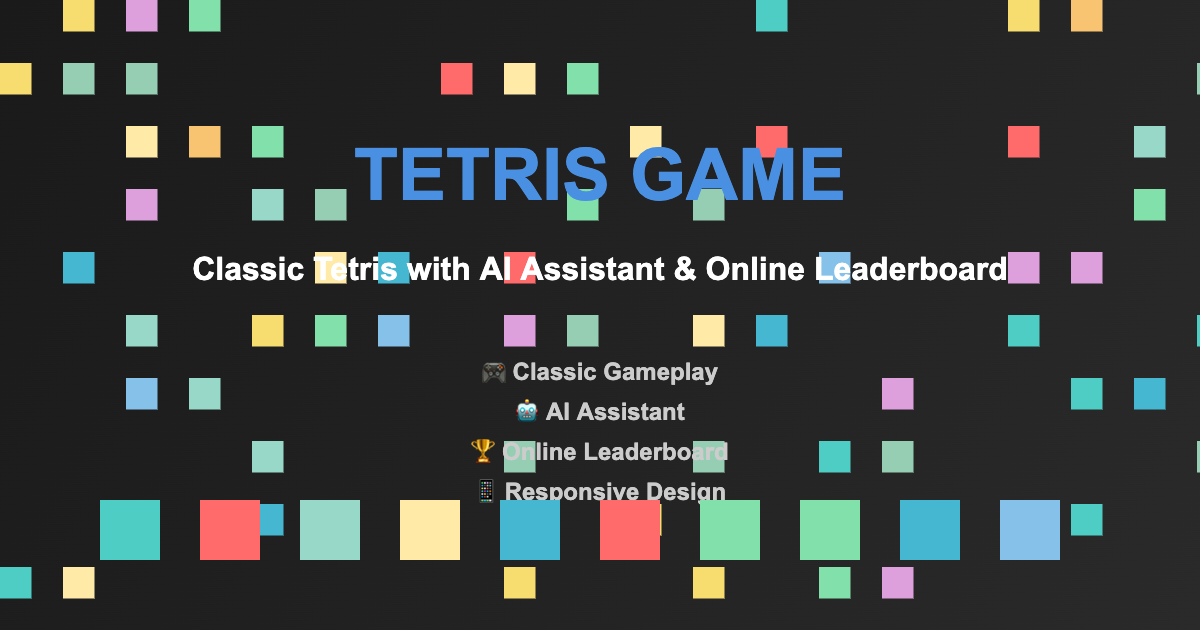 TETRIS GAME
Classic Tetris with AI Assistant & Online Leaderboard
🎮 Classic Gameplay
🤖 AI Assistant
🏆 Online Leaderboard
📱 Responsive Design